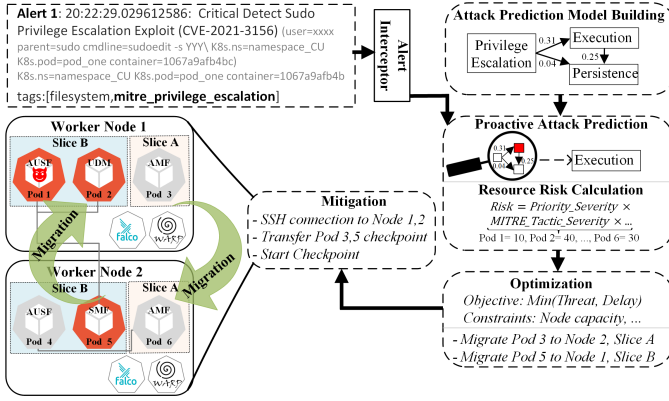 Alert 1: 20:22:29.029612586: Critical Detect Sudo
Privilege Escalation Exploit (CVE-2021-3156) (user=xxxx
parent=sudo cmdline=sudoedit -s YYY\ K8s.ns=namespace_CU
K8s.pod=pod_one container=1067a9afb4bc)
K8s.ns=namespace_CU K8s.pod=pod_one container=1067a9afb4b
tags:[filesystem,mitre_privilege_escalation]
Alert
Interceptor
Attack Prediction Model Building
Privilege
Escalation
0.31
0.04
Execution
0.25
Persistence
Proactive Attack Prediction
0.31
0.04
0.25
Execution
Resource Risk Calculation
Risk = Priority_Severity ×
MITRE_Tactic_Severity × ...
Pod 1= 10, Pod 2= 40, ..., Pod 6= 30
Optimization
Objective: Min(Threat, Delay)
Constraints: Node capacity, ...
- Migrate Pod 3 to Node 2, Slice A
- Migrate Pod 5 to Node 1, Slice B
Mitigation
- SSH connection to Node 1,2
- Transfer Pod 3,5 checkpoint
- Start Checkpoint
Worker Node 1
Slice B
Slice A
AUSF
Pod 1
UDM
Pod 2
AMF
Pod 3
falco
WARP
Migration
Migration
Worker Node 2
Slice B
Slice A
AUSF
Pod 4
SMF
Pod 5
AMF
Pod 6
falco
WARP